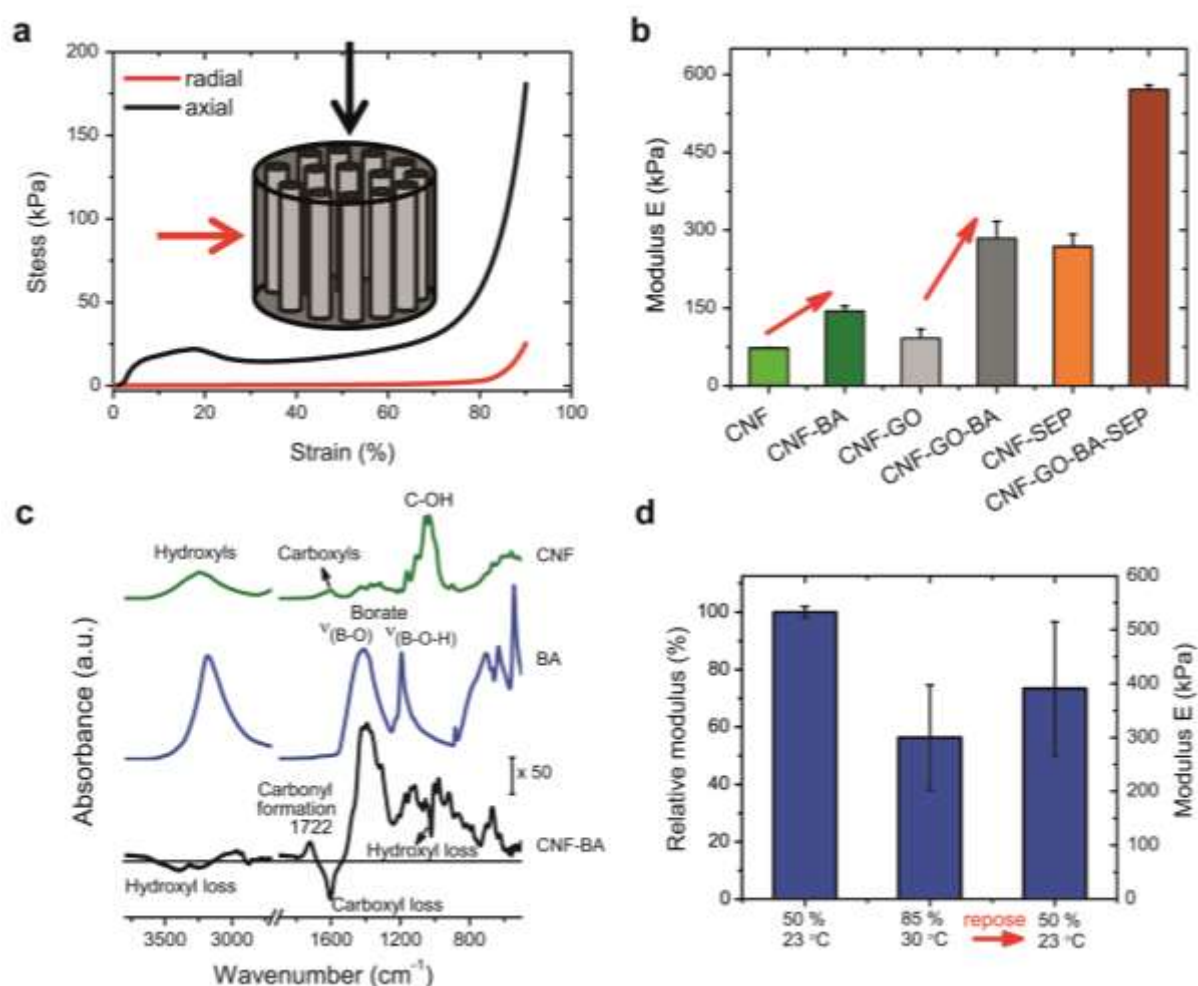 a
200
175
150
125
100
75
50
25
0
Stess (kPa)
radial
axial
0
20
40
60
80
100
Strain (%)
b
600
450
300
150
0
Modulus E (kPa)
CNF
CNF-BA
CNF-GO
CNF-GO-BA
CNF-SEP
CNF-GO-BA-SEP
c
Absorbance (a.u.)
C-OH
Hydroxyls
Carboxyls
CNF
Borate
ν(B-O)
ν(B-O-H)
BA
x 50
Carbonyl
formation
1722
Hydroxyl loss
CNF-BA
Hydroxyl loss
Carboxyl loss
3500
3000
1600
1200
800
Wavenumber (cm⁻¹)
d
100
80
60
40
20
0
Relative modulus (%)
600
500
400
300
200
100
0
Modulus E (kPa)
50 %
23 °C
85 %
30 °C
repose
50 %
23 °C